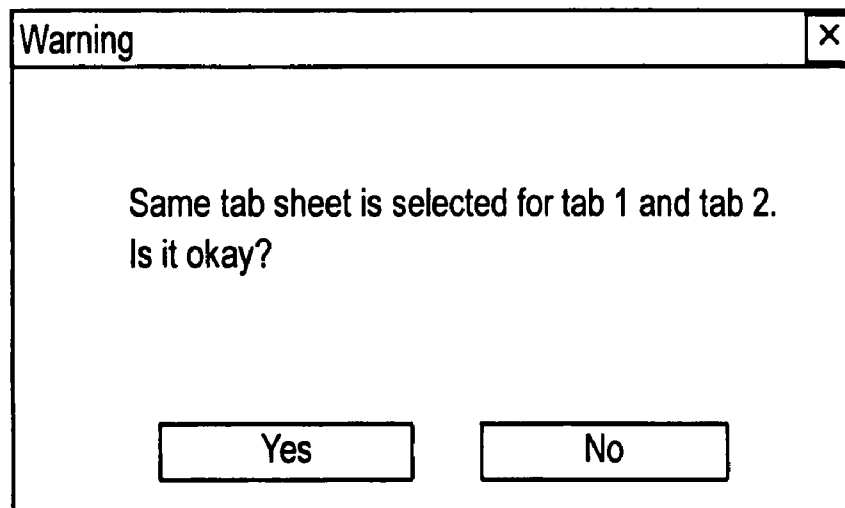 Warning ×
Same tab sheet is selected for tab 1 and tab 2.
Is it okay?
Yes No